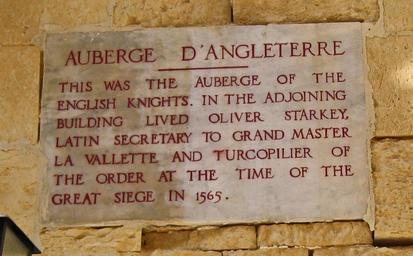 AUBERGE D'ANGLETERRE
THIS WAS THE AUBERGE OF THE
ENGLISH KNIGHTS. IN THE ADJOINING
BUILDING LIVED OLIVER STARKEY,
LATIN SECRETARY TO GRAND MASTER
LA VALLETTE AND TURCOPILIER OF
THE ORDER AT THE TIME OF THE
GREAT SIEGE IN 1565.